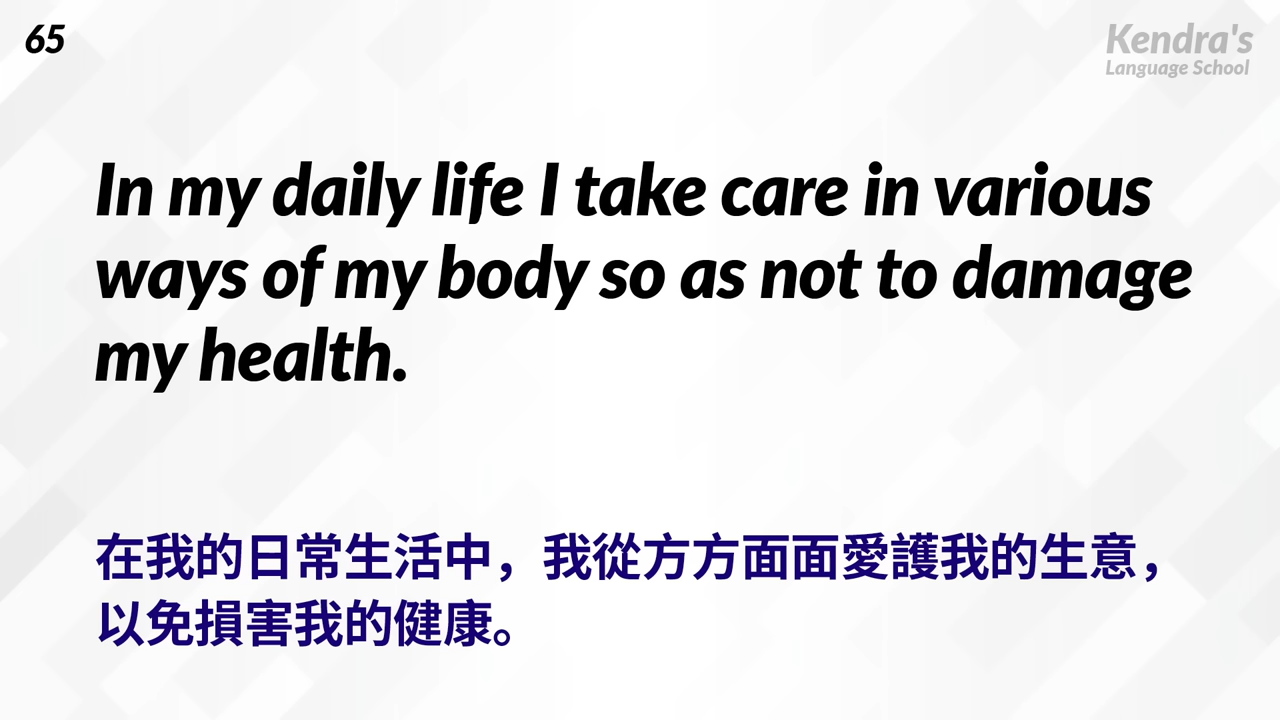 65
Kendra's
Language School
In my daily life I take care in various
ways of my body so as not to damage
my health.
在我的日常生活中，我從方方面面愛護我的生意，
以免損害我的健康。